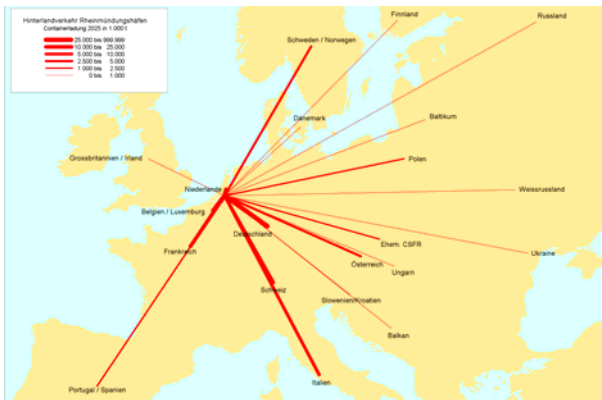 Hinterlandverkehr Rheinmündungshäfen
Containerladung 2025 in 1.000 t
25.000 bis 999.999
10.000 bis 25.000
5.000 bis 10.000
2.500 bis 5.000
1.000 bis 2.500
0 bis 1.000
Finnland
Russland
Schweden / Norwegen
Dänemark
Baltikum
Grossbritannien / Irland
Polen
Niederlande
Weissrussland
Belgien / Luxemburg
Deutschland
Ehem. CSFR
Frankreich
Ukraine
Österreich
Ungarn
Schweiz
Slowenien/Kroatien
Balkan
Italien
Portugal / Spanien